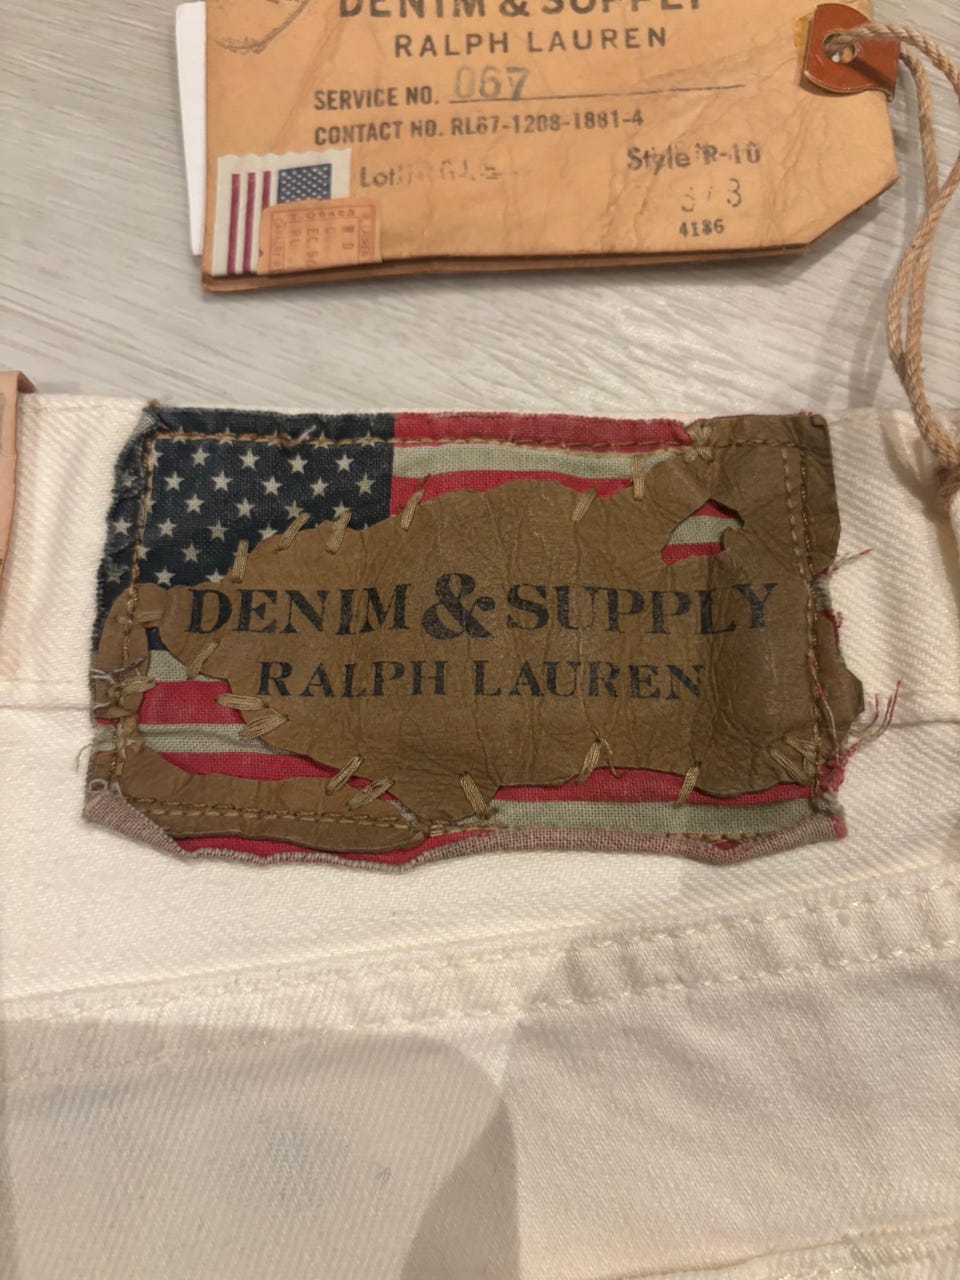 DENIM & SUPPLY
RALPH LAUREN
SERVICE NO. 067
CONTACT NO. RL67-1208-1881-4
Style R-10
4186
DENIM & SUPPLY
RALPH LAUREN